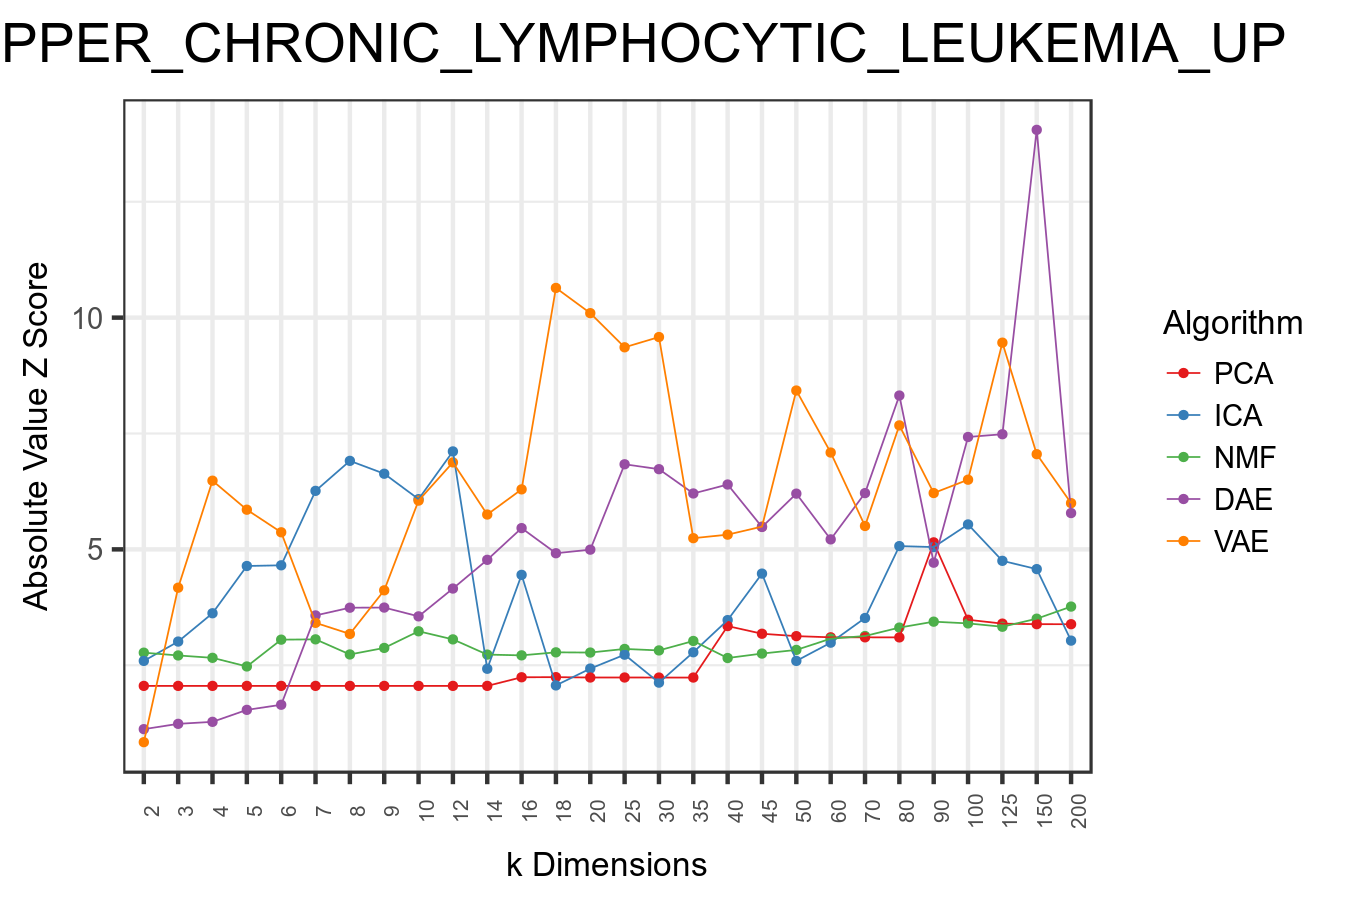 PPER_CHRONIC_LYMPHOCYTIC_LEUKEMIA_UP
Absolute Value Z Score
10
5
2 3 4 5 6 7 8 9 10 12 14 16 18 20 25 30 35 40 45 50 60 70 80 90 100 125 150 200
k Dimensions
Algorithm
PCA
ICA
NMF
DAE
VAE